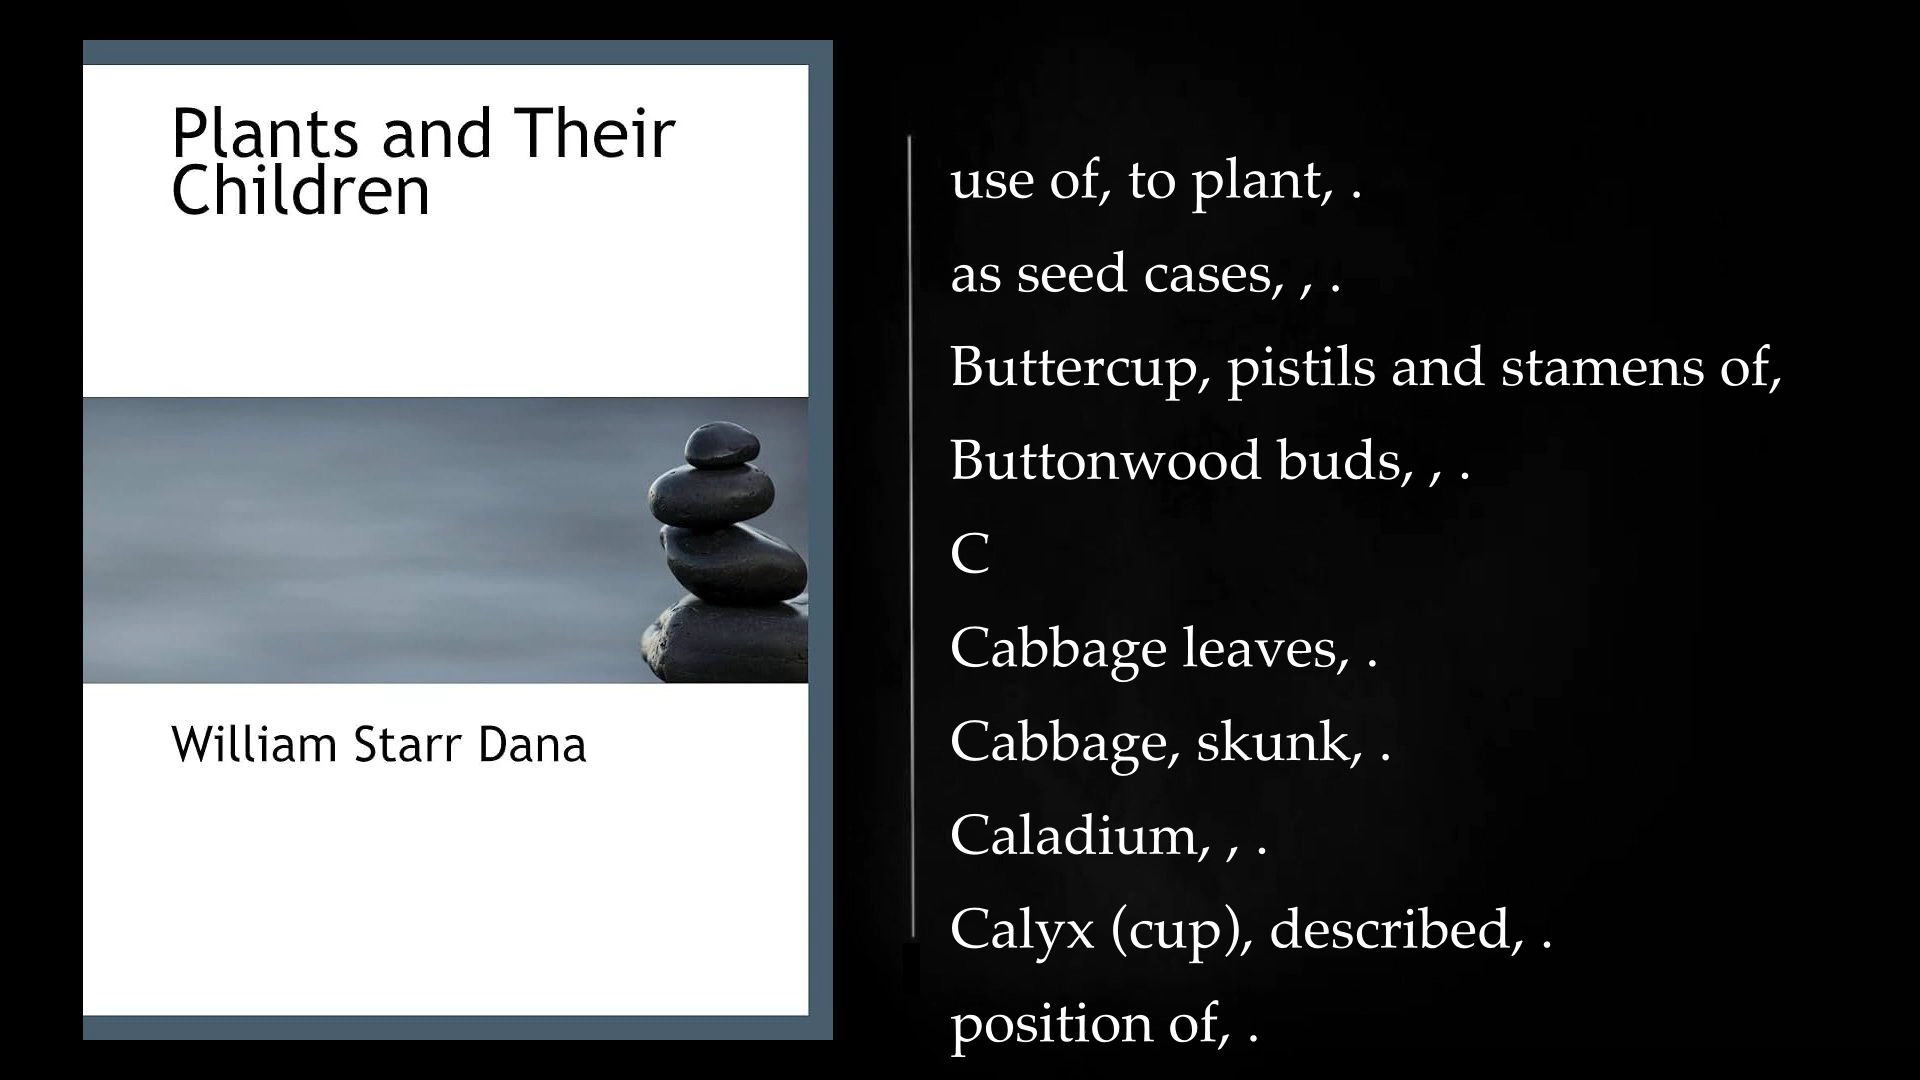 Plants and Their
Children
William Starr Dana
use of, to plant, .
as seed cases, , .
Buttercup, pistils and stamens of,
Buttonwood buds, , .
C
Cabbage leaves, .
Cabbage, skunk, .
Caladium, , .
Calyx (cup), described, .
position of, .